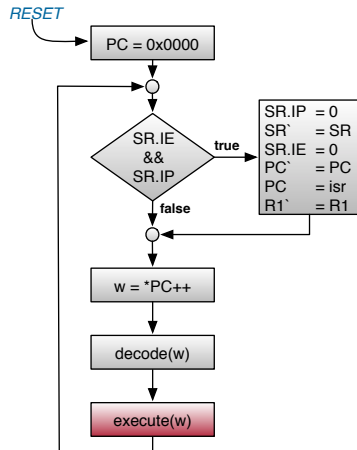 RESET
PC = 0x0000
SR.IE
&&
SR.IP
true
false
SR.IP = 0
SR` = SR
SR.IE = 0
PC` = PC
PC = isr
R1` = R1
w = *PC++
decode(w)
execute(w)